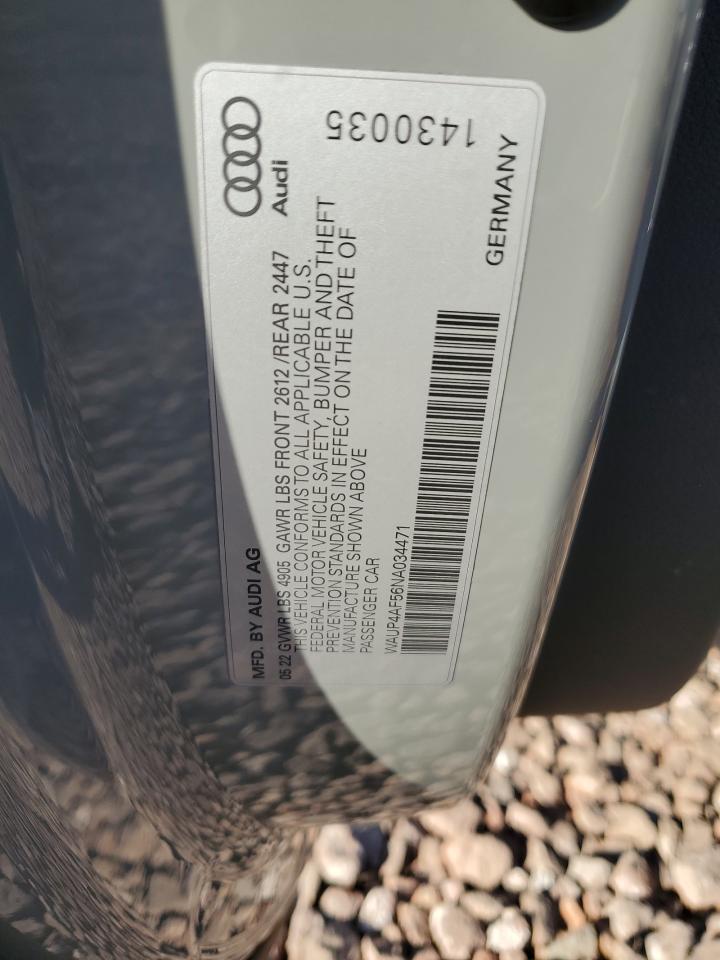 MFD. BY AUDI AG
Audi
05 22 GVWR LBS 4905 GAWR LBS FRONT 2612 /REAR 2447
THIS VEHICLE CONFORMS TO ALL APPLICABLE U.S.
FEDERAL MOTOR VEHICLE SAFETY, BUMPER AND THEFT
PREVENTION STANDARDS IN EFFECT ON THE DATE OF
MANUFACTURE SHOWN ABOVE
PASSENGER CAR
1430035
WAUP4AF56NA034471
GERMANY